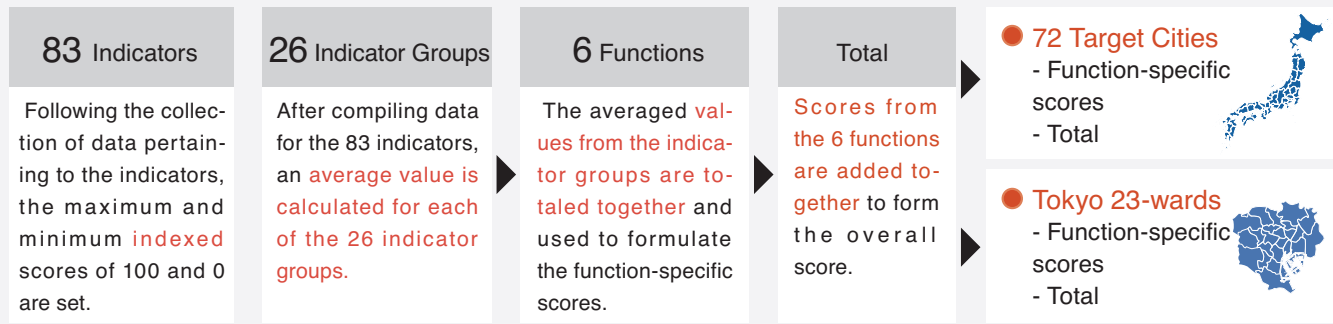 83 Indicators
Following the collec-
tion of data pertain-
ing to the indicators,
the maximum and
minimum indexed
scores of 100 and 0
are set.
26 Indicator Groups
After compiling data
for the 83 indicators,
an average value is
calculated for each
of the 26 indicator
groups.
6 Functions
The averaged val-
ues from the indica-
tor groups are to-
taled together and
used to formulate
the function-specific
scores.
Total
Scores from
the 6 functions
are added to-
gether to form
the overall
score.
72 Target Cities
- Function-specific
scores
- Total
Tokyo 23-wards
- Function-specific
scores
- Total